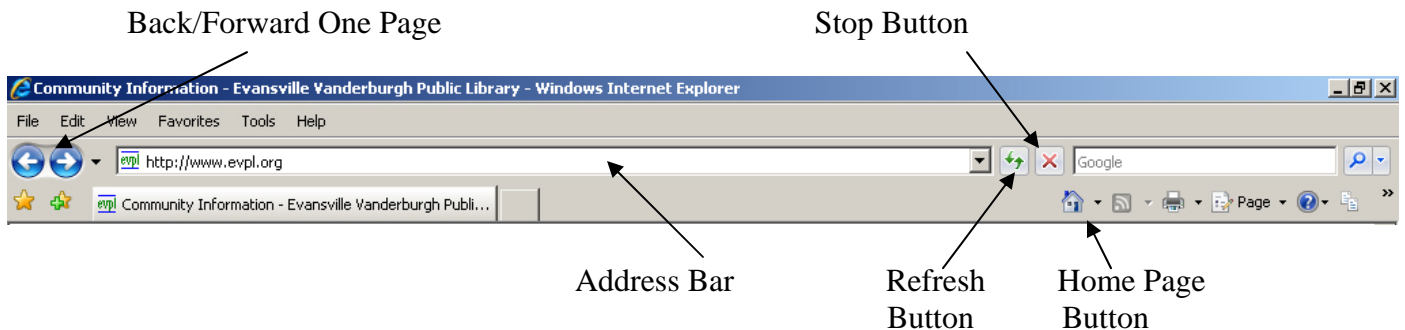 Back/Forward One Page Stop Button
Community Information - Evansville Vanderburgh Public Library - Windows Internet Explorer
File Edit View Favorites Tools Help
evpl http://www.evpl.org Google
evpl Community Information - Evansville Vanderburgh Publi... Page »
Address Bar Refresh Button Home Page Button